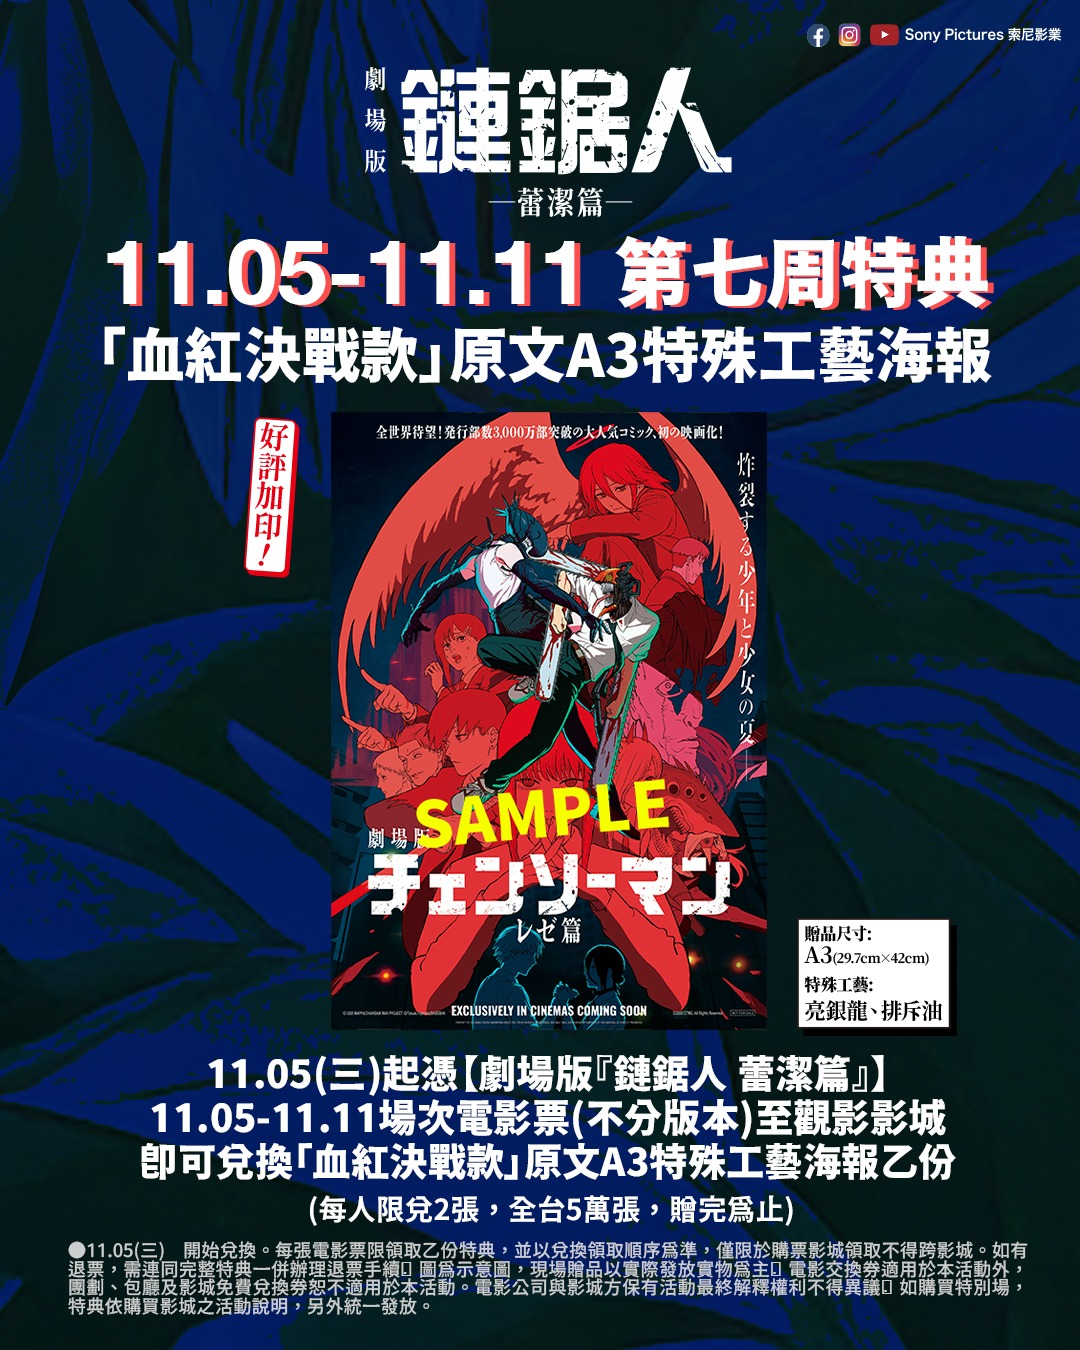 Sony Pictures 索尼影業
劇場版
鏈鋸人
—蕾潔篇—
11.05-11.11 第七周特典
「血紅決戰款」原文A3特殊工藝海報
好評加印！
全世界待望！発行部数3,000万部突破の大人気コミック、初の映画化！
炸裂する少年と少女の夏——
SAMPLE
劇場版
チェンソーマン
レゼ篇
EXCLUSIVELY IN CINEMAS COMING SOON
贈品尺寸:
A3(29.7cm×42cm)
特殊工藝:
亮銀龍、排斥油
11.05(三)起憑【劇場版『鏈鋸人 蕾潔篇』】
11.05-11.11場次電影票(不分版本)至觀影影城
即可兌換「血紅決戰款」原文A3特殊工藝海報乙份
(每人限兌2張，全台5萬張，贈完為止)
●11.05(三)　開始兌換。每張電影票限領取乙份特典，並以兌換領取順序為準，僅限於購票影城領取不得跨影城。如有
退票，需連同完整特典一併辦理退票手續▯ 圖為示意圖，現場贈品以實際發放實物為主▯ 電影交換券適用於本活動外，
團劃、包廳及影城免費兌換券恕不適用於本活動。電影公司與影城方保有活動最終解釋權利不得異議▯ 如購買特別場，
特典依購買影城之活動說明，另外統一發放。